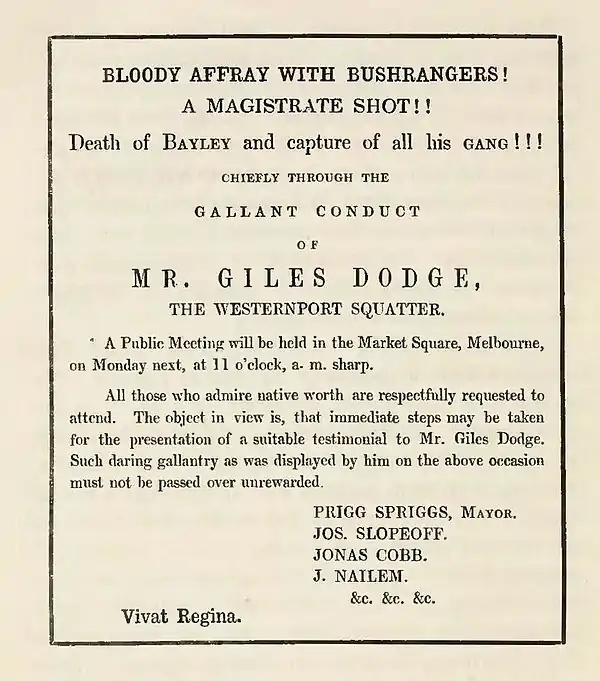 BLOODY AFFRAY WITH BUSHRANGERS!
A MAGISTRATE SHOT!!
Death of BAYLEY and capture of all his GANG!!!
CHIEFLY THROUGH THE
GALLANT CONDUCT
OF
MR. GILES DODGE,
THE WESTERNPORT SQUATTER.
A Public Meeting will be held in the Market Square, Melbourne,
on Monday next, at 11 o'clock, a. m. sharp.
All those who admire native worth are respectfully requested to
attend. The object in view is, that immediate steps may be taken
for the presentation of a suitable testimonial to Mr. Giles Dodge.
Such daring gallantry as was displayed by him on the above occasion
must not be passed over unrewarded.
PRIGG SPRIGGS, MAYOR.
JOS. SLOPEOFF.
JONAS COBB.
J. NAILEM.
&c. &c. &c.
Vivat Regina.